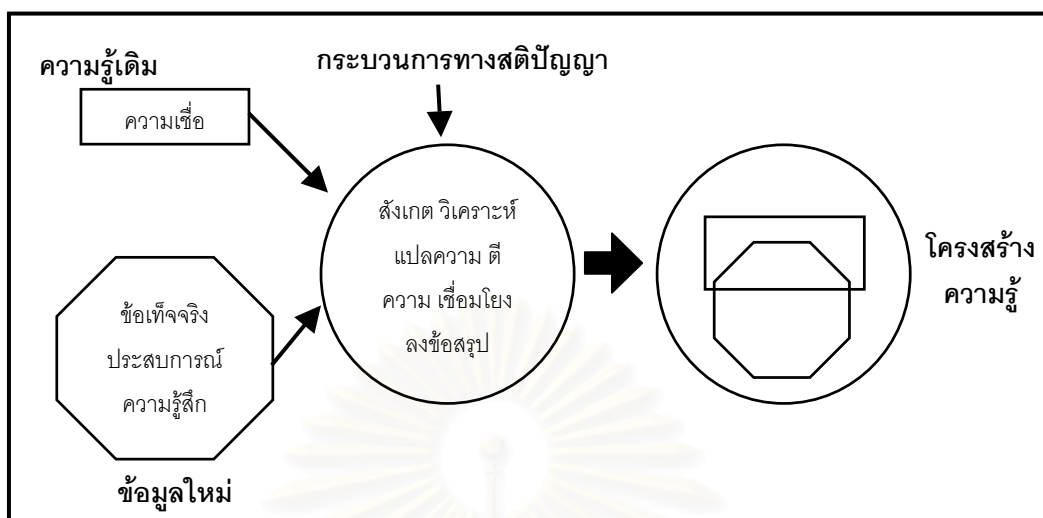 ความรู้เดิม
ความเชื่อ
กระบวนการทางสติปัญญา
สังเกต วิเคราะห์
แปลความ ตี
ความ เชื่อมโยง
ลงข้อสรุป
ข้อเท็จจริง
ประสบการณ์
ความรู้สึก
ข้อมูลใหม่
โครงสร้าง
ความรู้